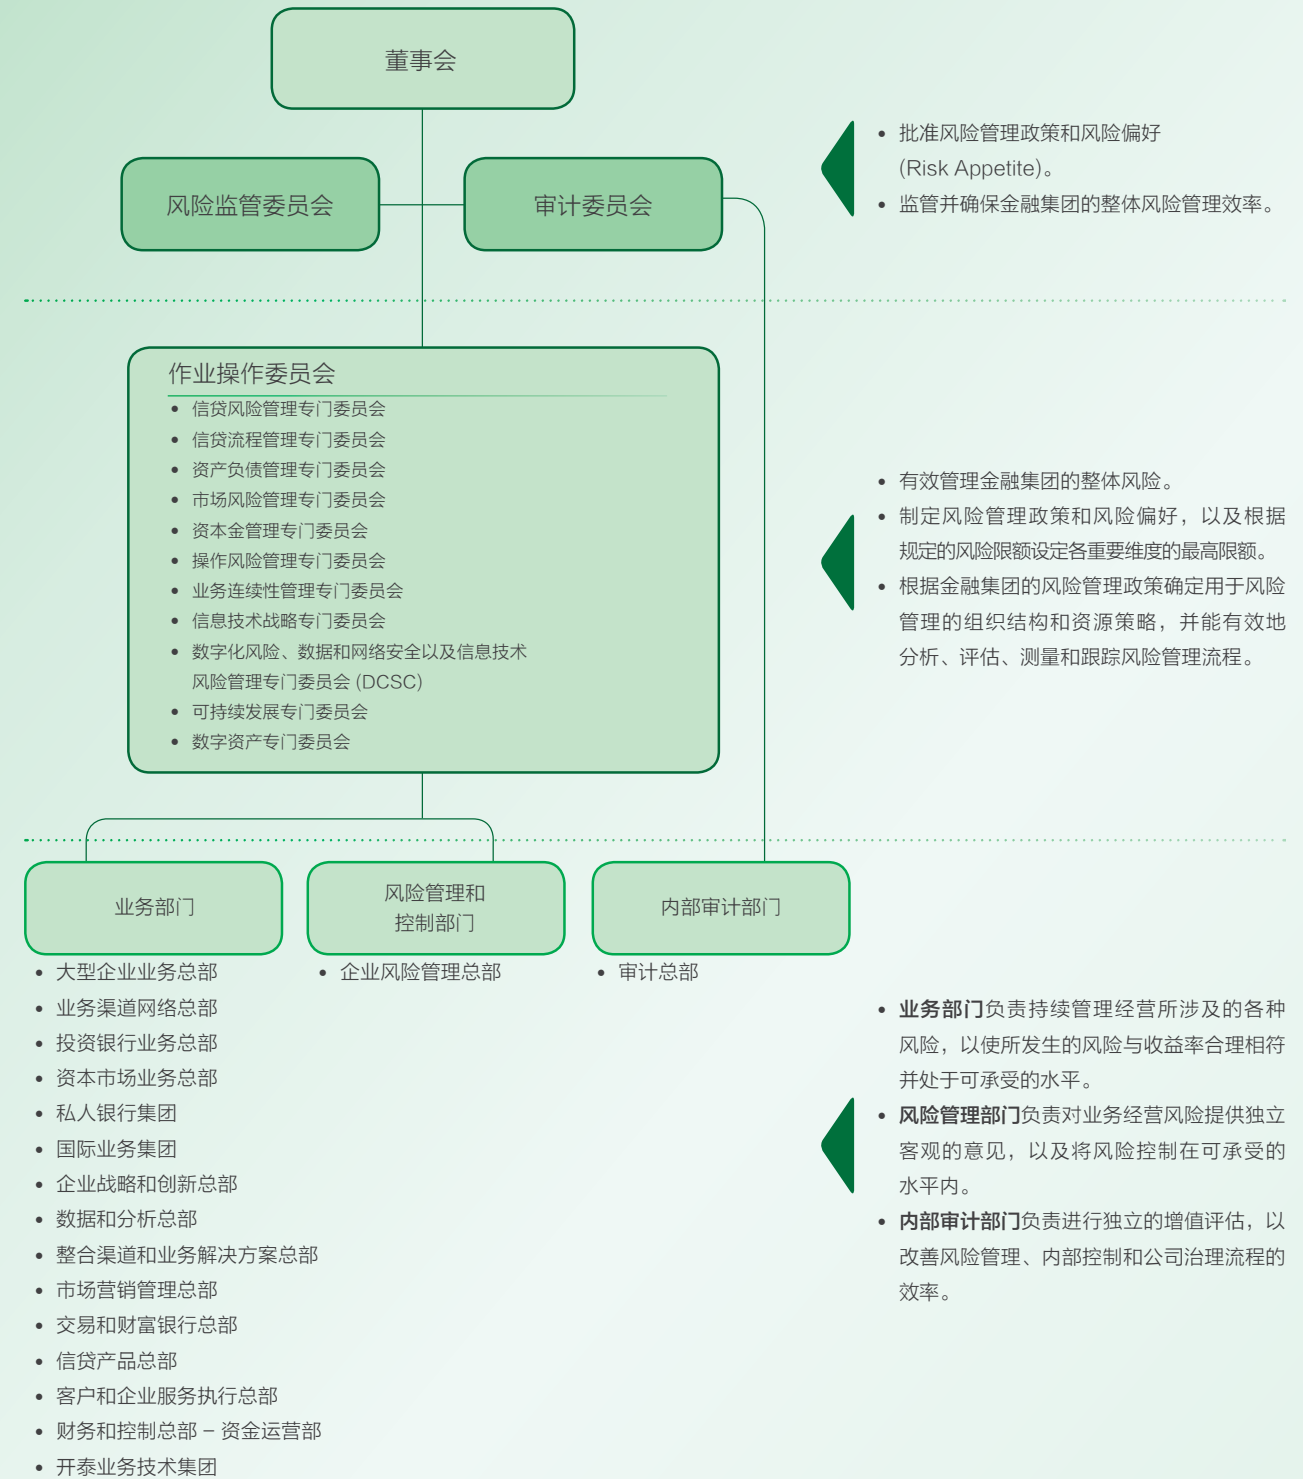 董事会
风险监管委员会
审计委员会
• 批准风险管理政策和风险偏好
(Risk Appetite)。
• 监管并确保金融集团的整体风险管理效率。
作业操作委员会
• 信贷风险管理专门委员会
• 信贷流程管理专门委员会
• 资产负债管理专门委员会
• 市场风险管理专门委员会
• 资本金管理专门委员会
• 操作风险管理专门委员会
• 业务连续性管理专门委员会
• 信息技术战略专门委员会
• 数字化风险、数据和网络安全以及信息技术
风险管理专门委员会 (DCSC)
• 可持续发展专门委员会
• 数字资产专门委员会
• 有效管理金融集团的整体风险。
• 制定风险管理政策和风险偏好，以及根据
规定的风险限额设定各重要维度的最高限额。
• 根据金融集团的风险管理政策确定用于风险
管理的组织结构和资源策略，并能有效地
分析、评估、测量和跟踪风险管理流程。
业务部门
• 大型企业业务总部
• 业务渠道网络总部
• 投资银行业务总部
• 资本市场业务总部
• 私人银行集团
• 国际业务集团
• 企业战略和创新总部
• 数据和分析总部
• 整合渠道和业务解决方案总部
• 市场营销管理总部
• 交易和财富银行总部
• 信贷产品总部
• 客户和企业服务执行总部
• 财务和控制总部 – 资金运营部
• 开泰业务技术集团
风险管理和
控制部门
• 企业风险管理总部
内部审计部门
• 审计总部
• 业务部门负责持续管理经营所涉及的各种
风险，以使所发生的风险与收益率合理相符
并处于可承受的水平。
• 风险管理部门负责对业务经营风险提供独立
客观的意见，以及将风险控制在可承受的
水平内。
• 内部审计部门负责进行独立的增值评估，以
改善风险管理、内部控制和公司治理流程的
效率。